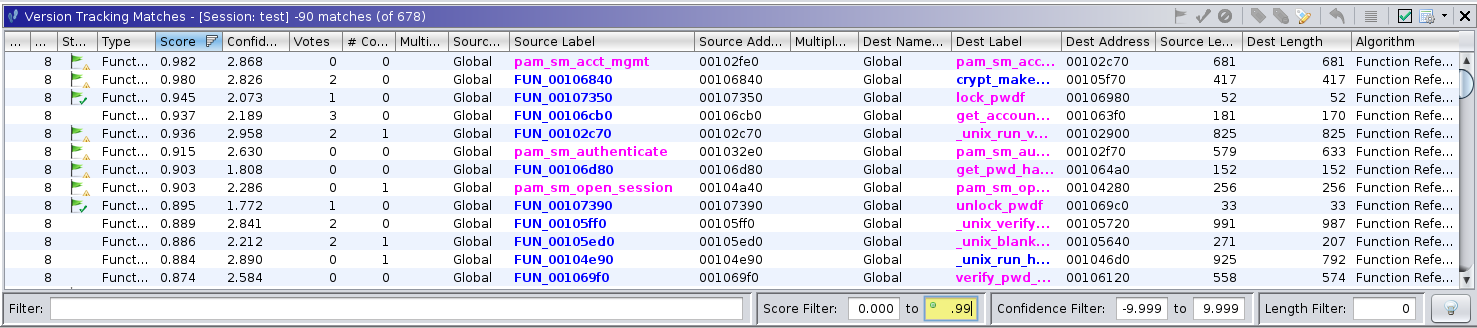 Version Tracking Matches - [Session: test] -90 matches (of 678)
... ... St... Type Score Confid... Votes # Co... Multi... Sourc... Source Label Source Add... Multipl... Dest Name... Dest Label Dest Address Source Le... Dest Length Algorithm
8 Funct... 0.982 2.868 0 0 Global pam_sm_acct_mgmt 00102fe0 Global pam_sm_acc... 00102c70 681 681 Function Refe...
8 Funct... 0.980 2.826 2 0 Global FUN_00106840 00106840 Global crypt_make... 00105f70 417 417 Function Refe...
8 Funct... 0.945 2.073 1 0 Global FUN_00107350 00107350 Global lock_pwdf 00106980 52 52 Function Refe...
8 Funct... 0.937 2.189 3 0 Global FUN_00106cb0 00106cb0 Global get_accoun... 001063f0 181 170 Function Refe...
8 Funct... 0.936 2.958 2 1 Global FUN_00102c70 00102c70 Global _unix_run_v... 00102900 825 825 Function Refe...
8 Funct... 0.915 2.630 0 0 Global pam_sm_authenticate 001032e0 Global pam_sm_au... 00102f70 579 633 Function Refe...
8 Funct... 0.903 1.808 0 0 Global FUN_00106d80 00106d80 Global get_pwd_ha... 001064a0 152 152 Function Refe...
8 Funct... 0.903 2.286 0 1 Global pam_sm_open_session 00104a40 Global pam_sm_op... 00104280 256 256 Function Refe...
8 Funct... 0.895 1.772 1 0 Global FUN_00107390 00107390 Global unlock_pwdf 001069c0 33 33 Function Refe...
8 Funct... 0.889 2.841 2 0 Global FUN_00105ff0 00105ff0 Global _unix_verify... 00105720 991 987 Function Refe...
8 Funct... 0.886 2.212 2 1 Global FUN_00105ed0 00105ed0 Global _unix_blank... 00105640 271 207 Function Refe...
8 Funct... 0.884 2.890 0 1 Global FUN_00104e90 00104e90 Global _unix_run_h... 001046d0 925 792 Function Refe...
8 Funct... 0.874 2.584 0 0 Global FUN_001069f0 001069f0 Global verify_pwd_... 00106120 558 574 Function Refe...
Filter: Score Filter: 0.000 to .99 Confidence Filter: -9.999 to 9.999 Length Filter: 0